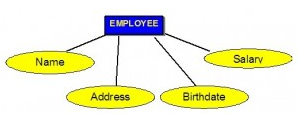 EMPLOYEE
Name
Salary
Address
Birthdate